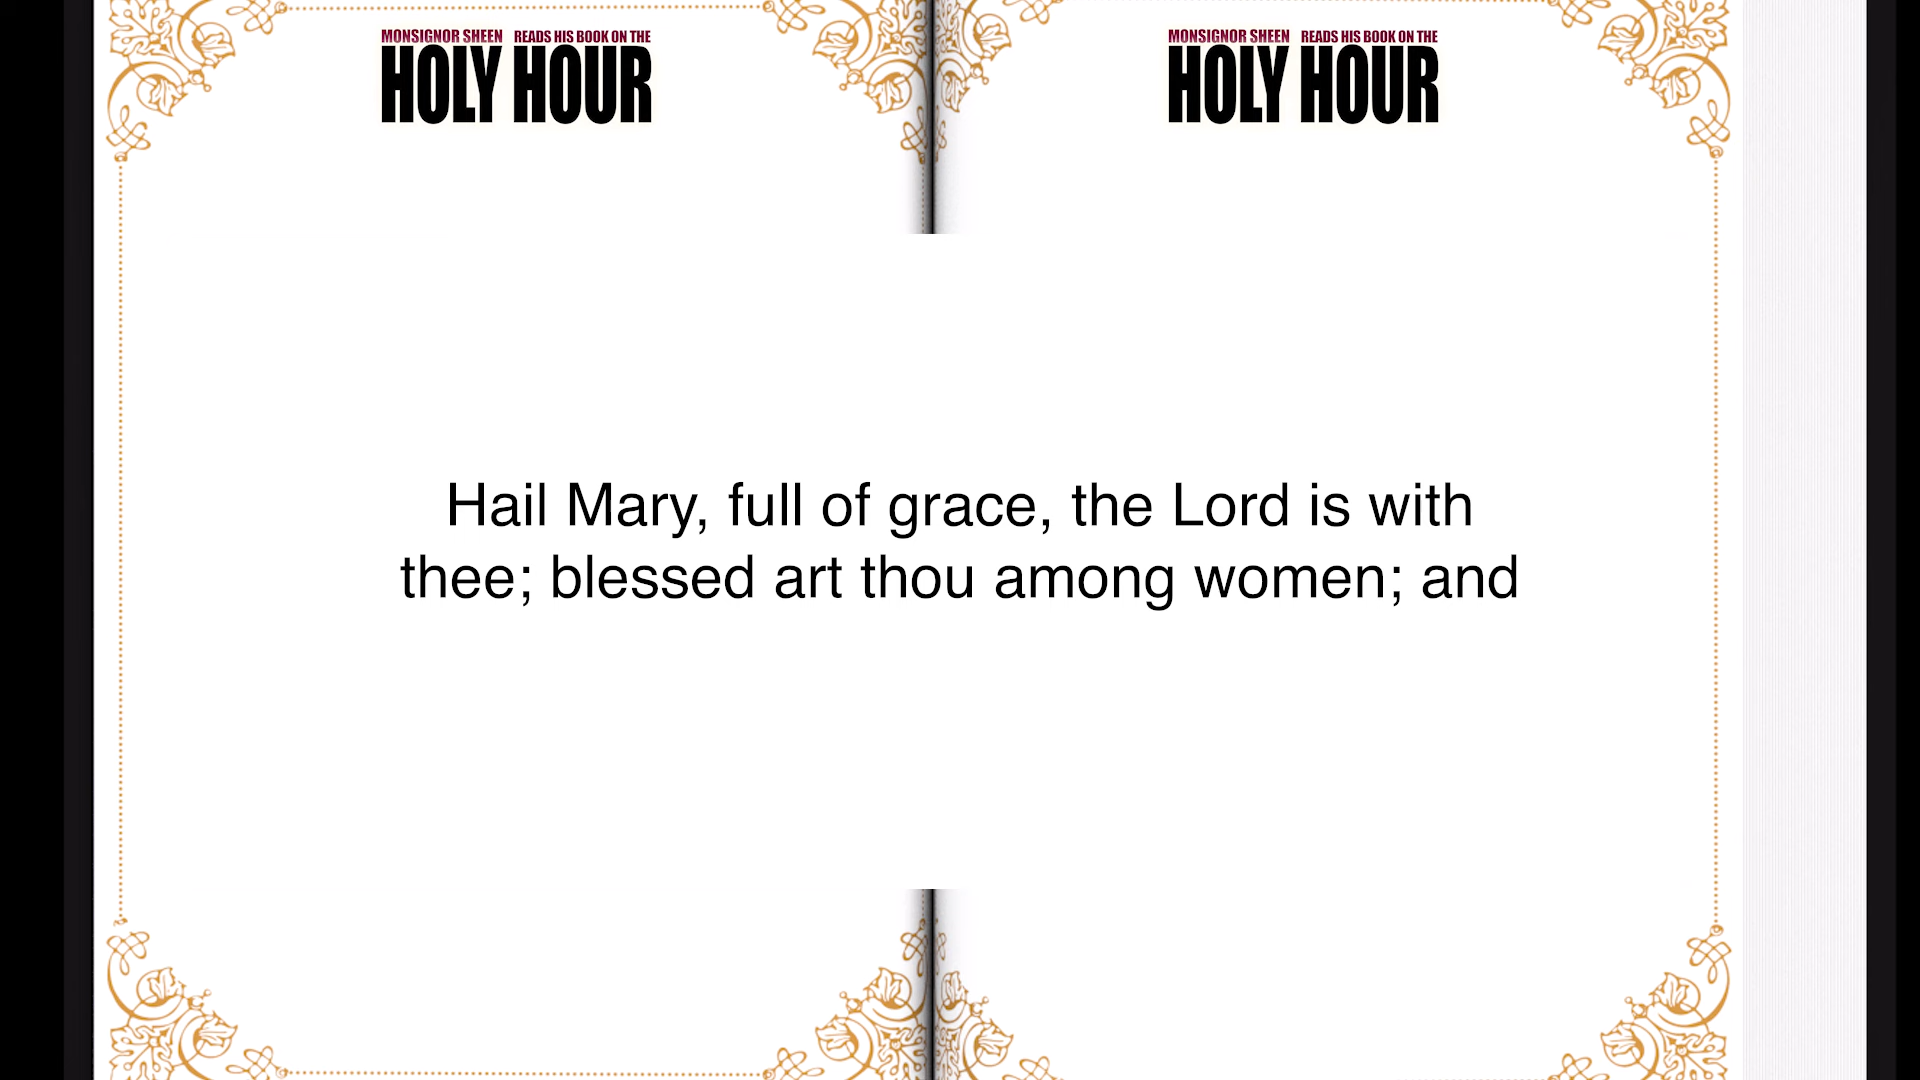 MONSIGNOR SHEEN READS HIS BOOK ON THE
HOLY HOUR
MONSIGNOR SHEEN READS HIS BOOK ON THE
HOLY HOUR
Hail Mary, full of grace, the Lord is with
thee; blessed art thou among women; and